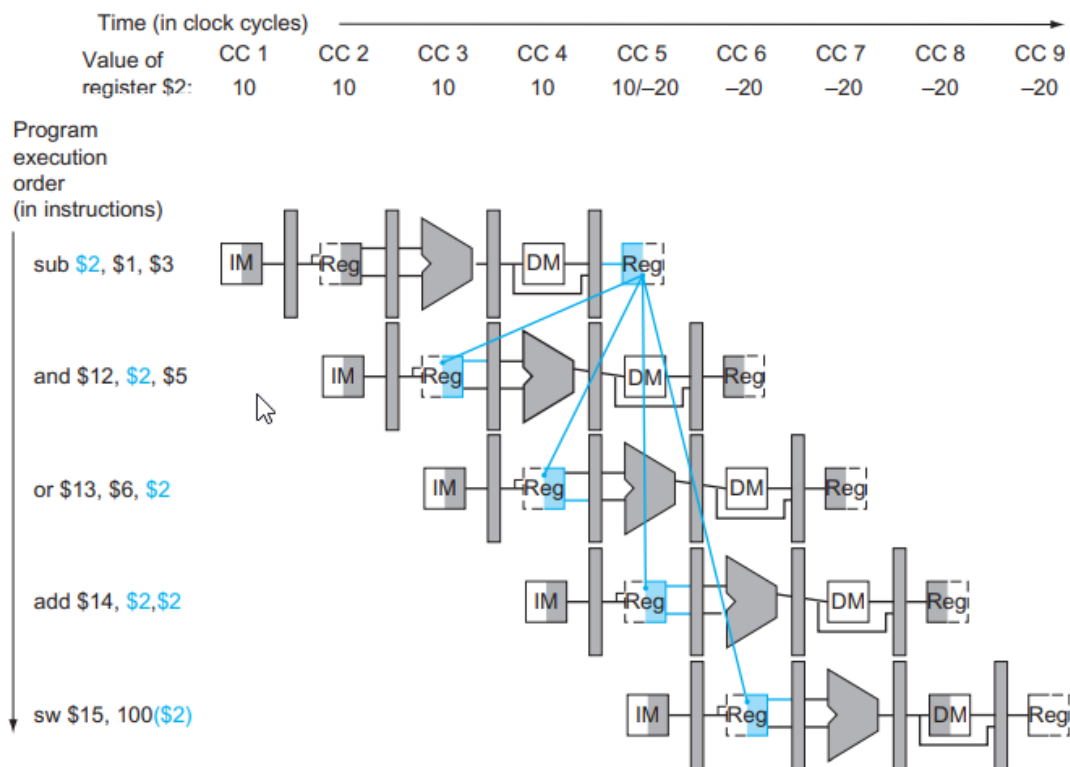 Time (in clock cycles)
CC 1 CC 2 CC 3 CC 4 CC 5 CC 6 CC 7 CC 8 CC 9
Value of
register $2: 10 10 10 10 10/–20 –20 –20 –20 –20
Program
execution
order
(in instructions)
sub $2, $1, $3 IM Reg DM Reg
and $12, $2, $5 IM Reg DM Reg
or $13, $6, $2 IM Reg DM Reg
add $14, $2,$2 IM Reg DM Reg
sw $15, 100($2) IM Reg DM Reg